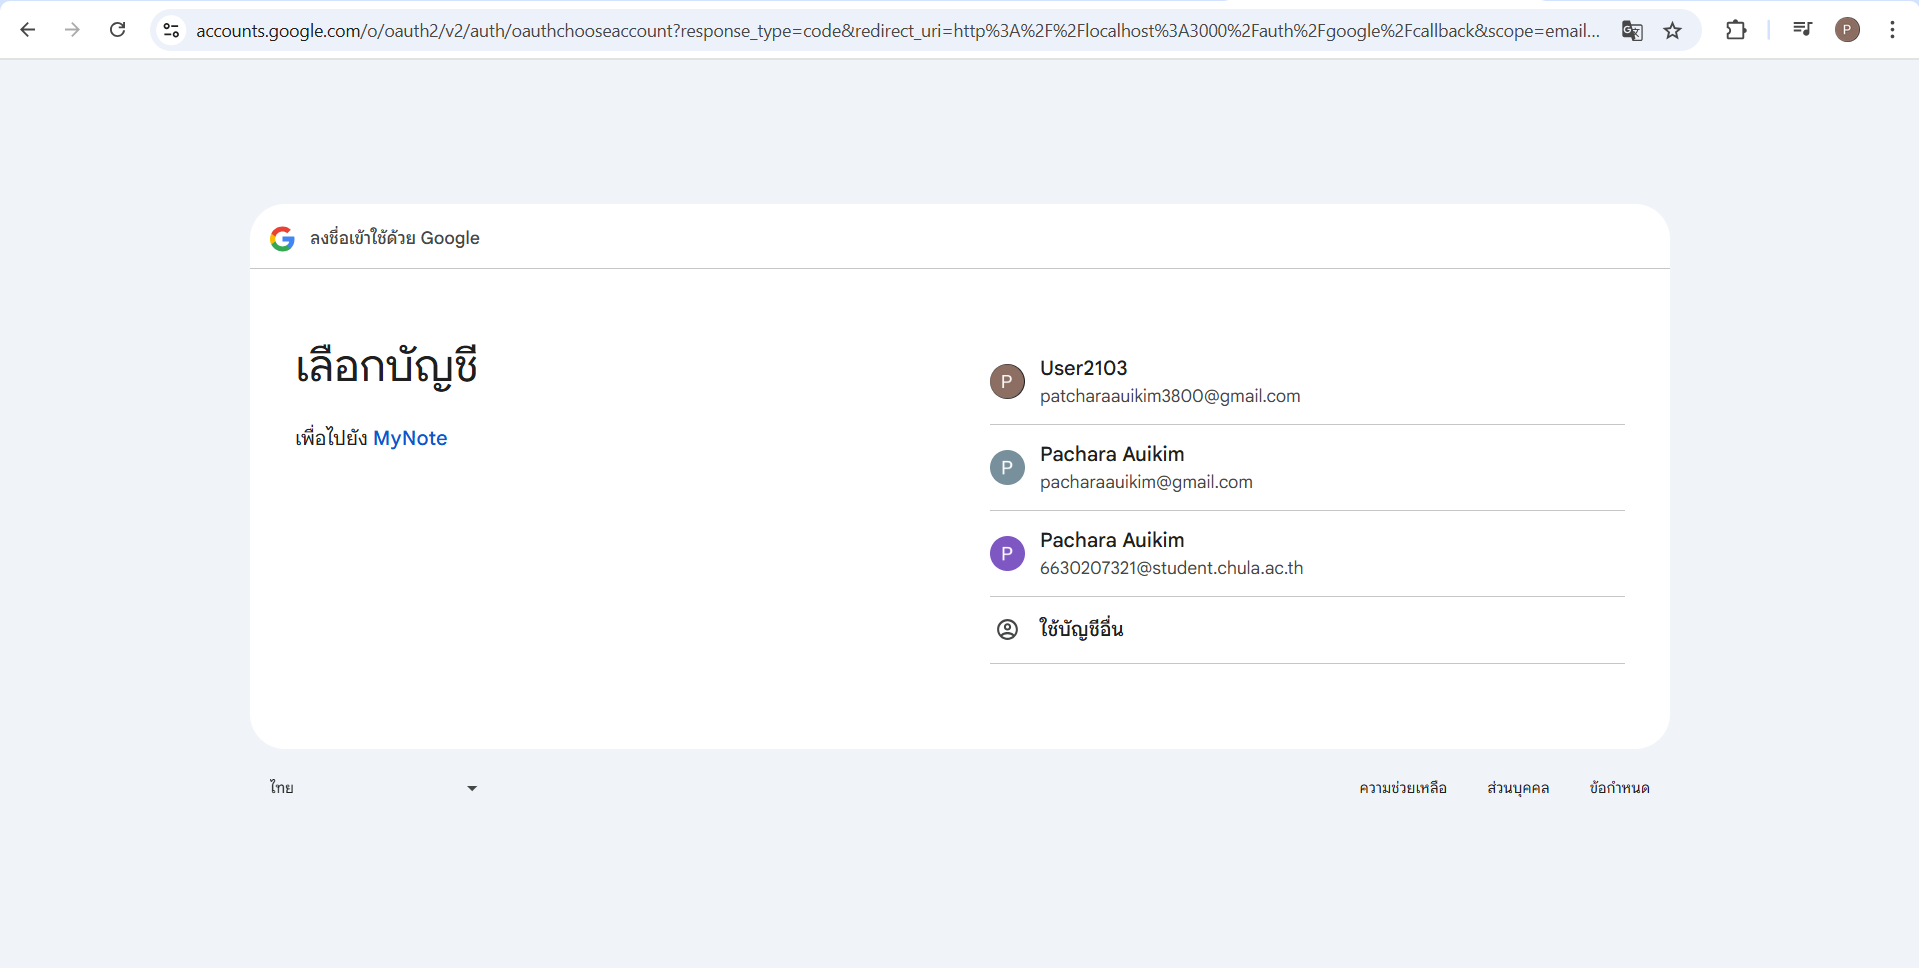 accounts.google.com/o/oauth2/v2/auth/oauthchooseaccount?response_type=code&redirect_uri=http%3A%2F%2Flocalhost%3A3000%2Fauth%2Fgoogle%2Fcallback&scope=email...
P
ลงชื่อเข้าใช้ด้วย Google
เลือกบัญชี
เพื่อไปยัง MyNote
P
User2103
patcharaauikim3800@gmail.com
P
Pachara Auikim
pacharaauikim@gmail.com
P
Pachara Auikim
6630207321@student.chula.ac.th
ใช้บัญชีอื่น
ไทย
ความช่วยเหลือ ส่วนบุคคล ข้อกำหนด